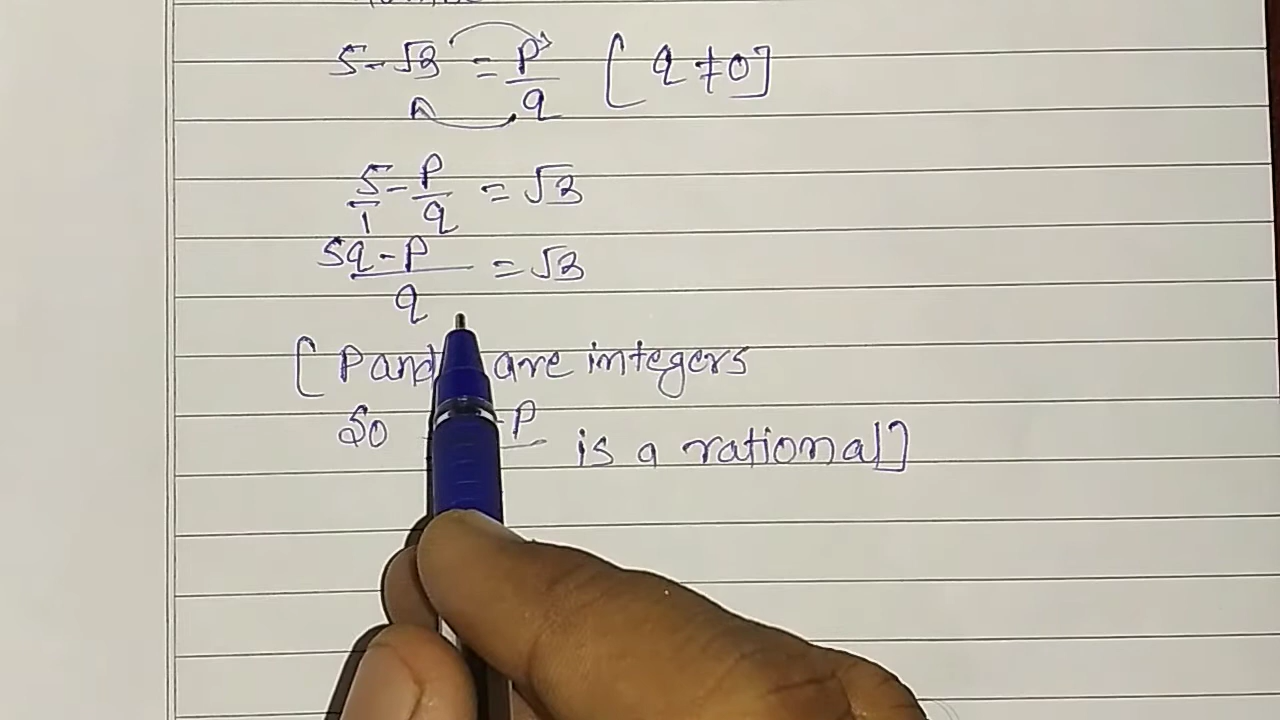 5 - √3 = P/q [ q ≠ 0 ]
5/1 - P/q = √3
5q - P/q = √3
[ P and are integers
So - P is a rational ]